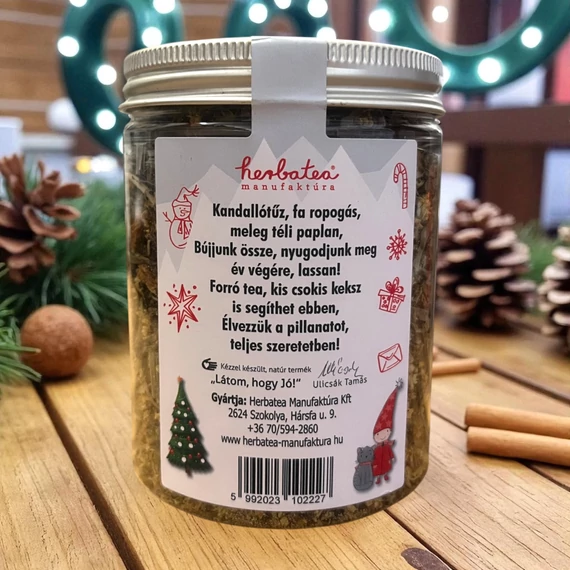 herbatea®
manufaktúra
Kandallótűz, fa ropogás,
meleg téli paplan,
Bújjunk össze, nyugodjunk meg
év végére, lassan!
Forró tea, kis csokis keksz
is segíthet ebben,
Élvezzük a pillanatot,
teljes szeretetben!
Kézzel készült, natúr termék
„Látom, hogy Jó!” Ulicsák Tamás
Gyártja: Herbatea Manufaktúra Kft
2624 Szokolya, Hársfa u. 9.
+36 70/594-2860
www.herbatea-manufaktura.hu
5 992023 102227